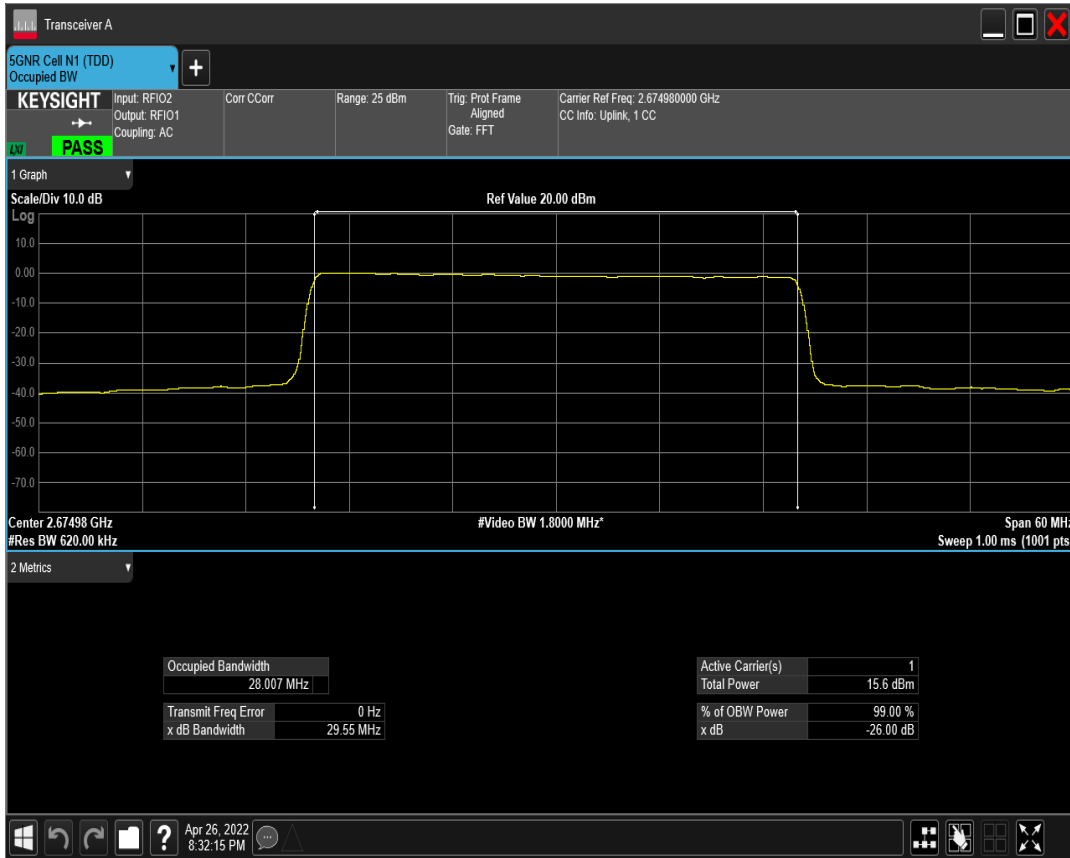 Transceiver A
5GNR Cell N1 (TDD)
Occupied BW
KEYSIGHT
LXI
PASS
Input: RFIO2
Output: RFIO1
Coupling: AC
Corr CCorr
Range: 25 dBm
Trig: Prot Frame
Aligned
Gate: FFT
Carrier Ref Freq: 2.674980000 GHz
CC Info: Uplink, 1 CC
1 Graph
Scale/Div 10.0 dB
Ref Value 20.00 dBm
Log
10.0
0.00
-10.0
-20.0
-30.0
-40.0
-50.0
-60.0
-70.0
Center 2.67498 GHz
#Video BW 1.8000 MHz*
Span 60 MHz
#Res BW 620.00 kHz
Sweep 1.00 ms (1001 pts
2 Metrics
Occupied Bandwidth
28.007 MHz
Transmit Freq Error 0 Hz
x dB Bandwidth 29.55 MHz
Active Carrier(s) 1
Total Power 15.6 dBm
% of OBW Power 99.00 %
x dB -26.00 dB
?
Apr 26, 2022
8:32:15 PM